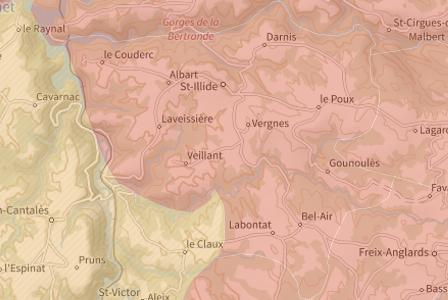 le Raynal
Gorges de la
Bertrande
Darnis
St-Cirgues-
Malbert
le Couderc
Albart
St-Illide
Cavarnac
le Poux
Laveissière
Vergnes
Lagar
Veillant
Gounoulès
Fav
n-Cantalès
Labontat
Bel-Air
le Claux
Freix-Anglards
l'Espinat
Pruns
St-Victor
Aleix
Bass